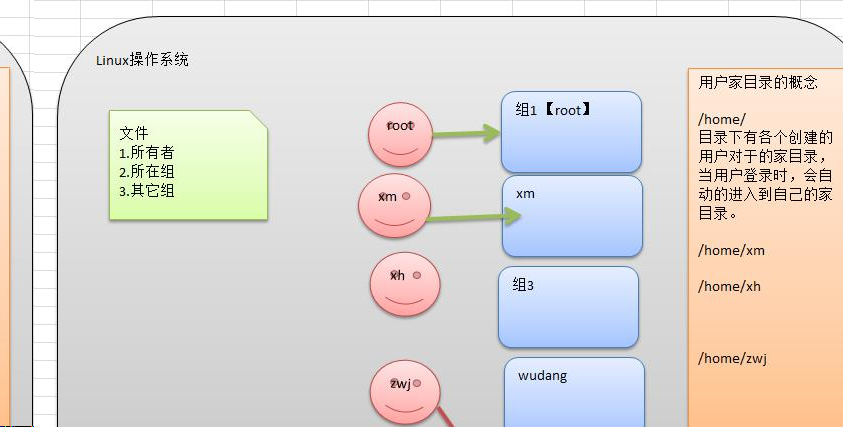 Linux操作系统
文件
1.所有者
2.所在组
3.其它组
root
组1【root】
xm
xm
xh
组3
zwj
wudang
用户家目录的概念
/home/
目录下有各个创建的
用户对于的家目录，
当用户登录时，会自
动的进入到自己的家
目录。
/home/xm
/home/xh
/home/zwj